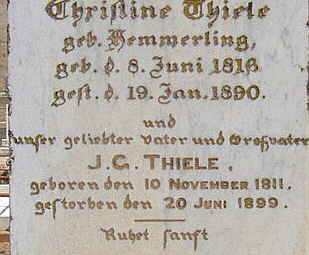 Christine Thiele
geb. Hemmerling,
geb. d. 8. Juni 1816
gest. d. 19. Jan. 1890.
und
unser geliebter Vater und Grossvater
J.G. THIELE.
geboren den 10 NOVEMBER 1811.
gestorben den 20 JUNI 1899.
Ruhet sanft